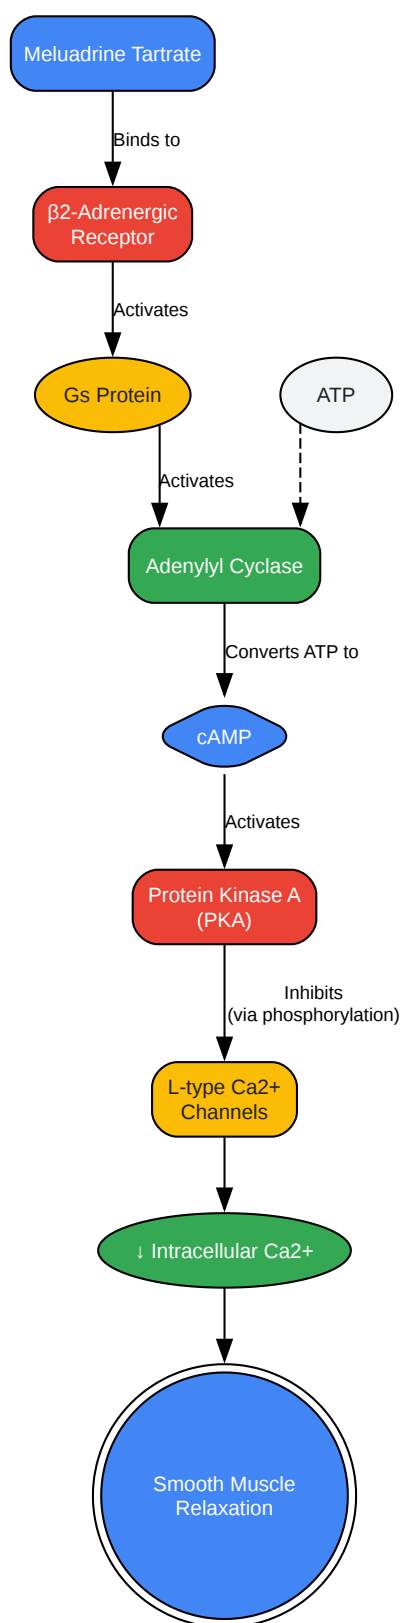 Meluadrine Tartrate
Binds to
β2-Adrenergic
Receptor
Activates
Gs Protein
ATP
Activates
Adenylyl Cyclase
Converts ATP to
cAMP
Activates
Protein Kinase A
(PKA)
Inhibits
(via phosphorylation)
L-type Ca2+
Channels
↓ Intracellular Ca2+
Smooth Muscle
Relaxation